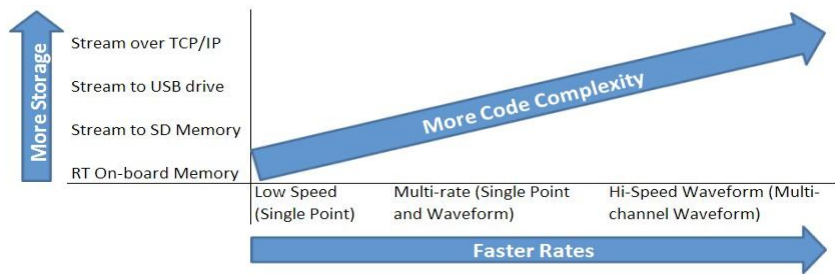 More Storage
Stream over TCP/IP
Stream to USB drive
Stream to SD Memory
RT On-board Memory
More Code Complexity
Low Speed
(Single Point)
Multi-rate (Single Point
and Waveform)
Hi-Speed Waveform (Multi-
channel Waveform)
Faster Rates